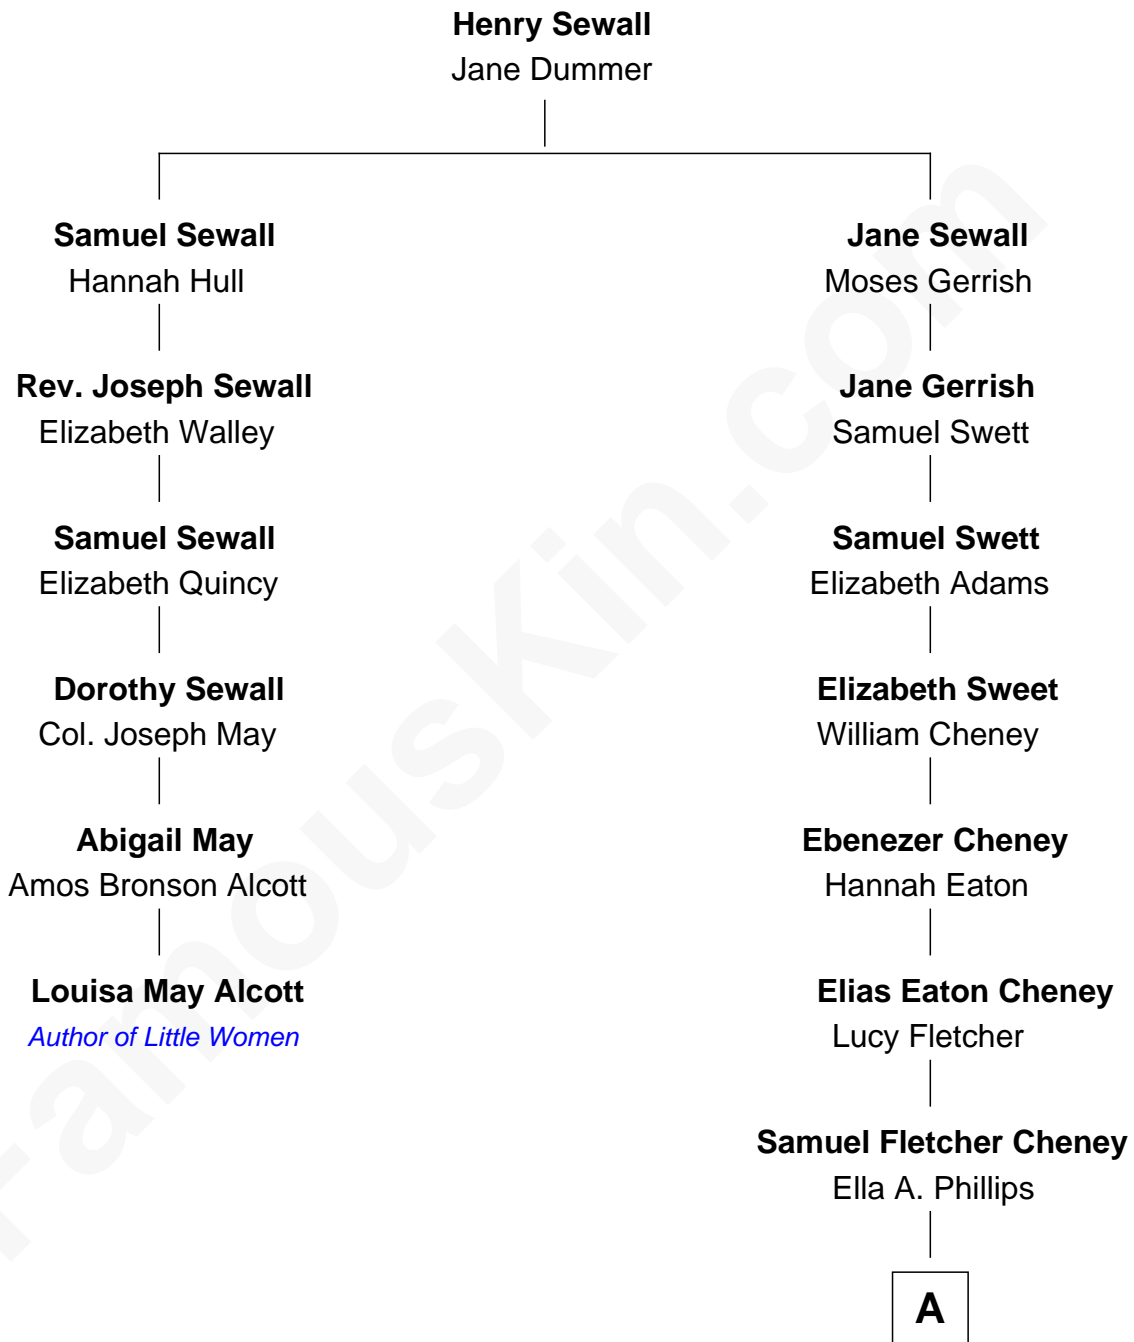 Henry Sewall
Jane Dummer
Samuel Sewall
Hannah Hull
Rev. Joseph Sewall
Elizabeth Walley
Samuel Sewall
Elizabeth Quincy
Dorothy Sewall
Col. Joseph May
Abigail May
Amos Bronson Alcott
Louisa May Alcott
Author of Little Women
Jane Sewall
Moses Gerrish
Jane Gerrish
Samuel Swett
Samuel Swett
Elizabeth Adams
Elizabeth Sweet
William Cheney
Ebenezer Cheney
Hannah Eaton
Elias Eaton Cheney
Lucy Fletcher
Samuel Fletcher Cheney
Ella A. Phillips
A
FamousKin.com